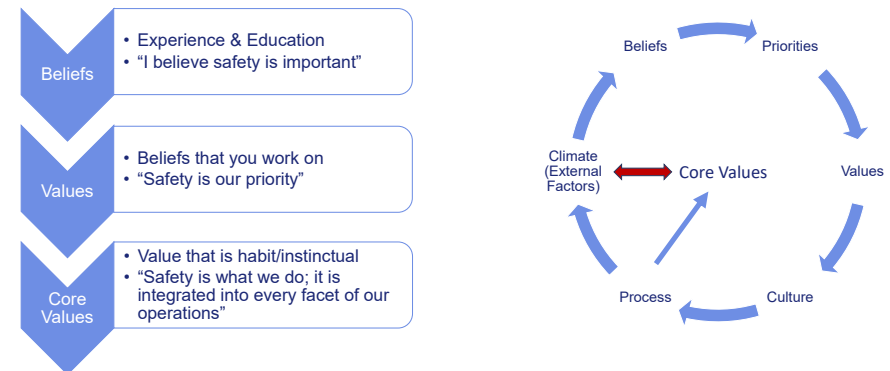 Beliefs
• Experience & Education
• “I believe safety is important”
Values
• Beliefs that you work on
• “Safety is our priority”
Core
Values
• Value that is habit/instinctual
• “Safety is what we do; it is
integrated into every facet of our
operations”
Beliefs
Priorities
Climate
(External
Factors)
Core Values
Values
Process
Culture